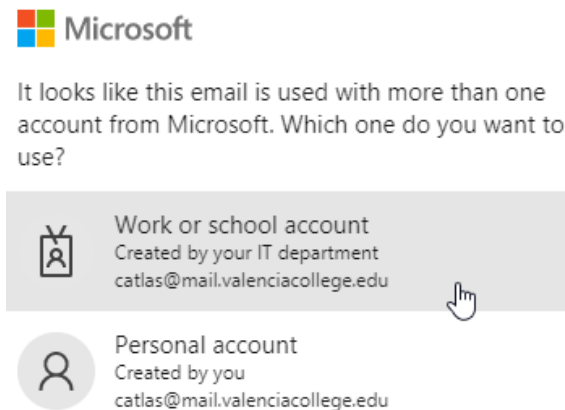 Microsoft
It looks like this email is used with more than one
account from Microsoft. Which one do you want to
use?
Work or school account
Created by your IT department
catlas@mail.valenciacollege.edu
Personal account
Created by you
catlas@mail.valenciacollege.edu